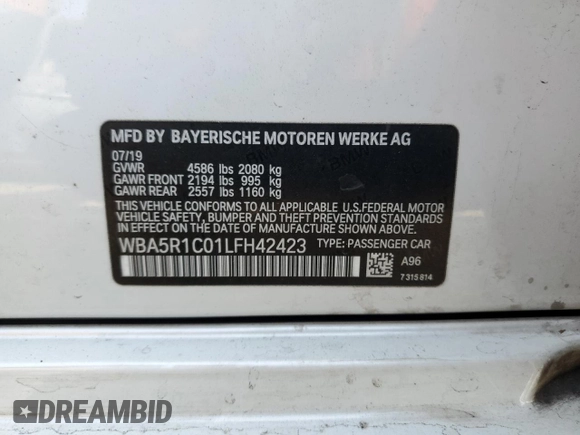 MFD BY BAYERISCHE MOTOREN WERKE AG
07/19
GVWR 4586 lbs 2080 kg
GAWR FRONT 2194 lbs 995 kg
GAWR REAR 2557 lbs 1160 kg
THIS VEHICLE CONFORMS TO ALL APPLICABLE U.S.FEDERAL MOTOR
VEHICLE SAFETY, BUMPER AND THEFT PREVENTION STANDARDS
IN EFFECT ON THE DATE OF MANUFACTURE SHOWN ABOVE.
WBA5R1C01LFH42423 TYPE: PASSENGER CAR
A96
7 315 814
DREAMBID